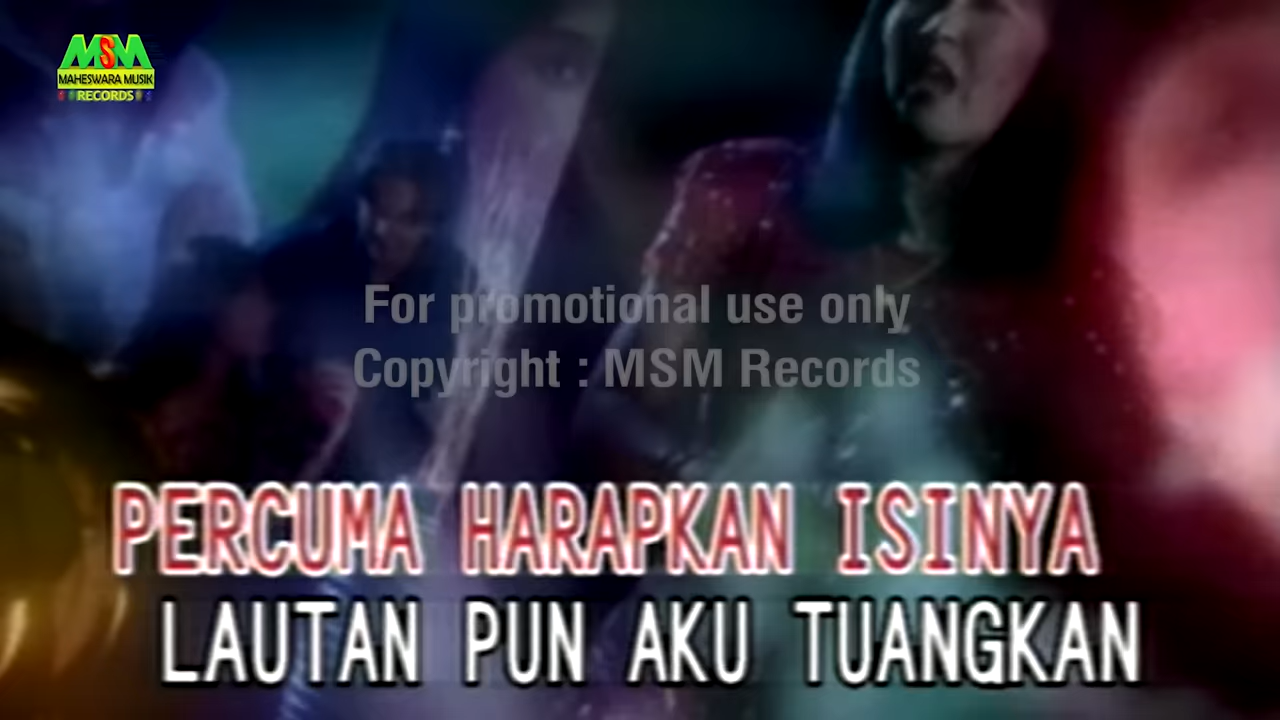 MSM
MAHESWARA MUSIK
RECORDS
For promotional use only
Copyright : MSM Records
PERCUMA HARAPKAN ISINYA
LAUTAN PUN AKU TUANGKAN